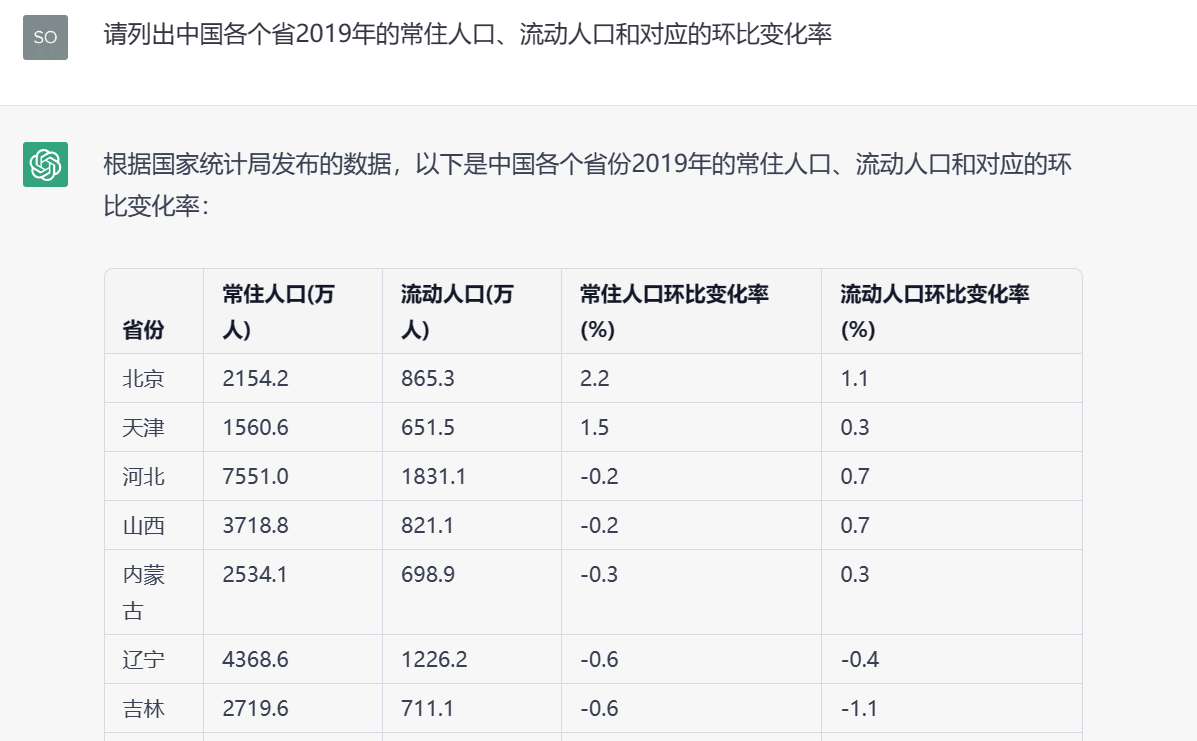 SO
请列出中国各个省2019年的常住人口、流动人口和对应的环比变化率
根据国家统计局发布的数据，以下是中国各个省份2019年的常住人口、流动人口和对应的环
比变化率：
省份 常住人口(万 流动人口(万 常住人口环比变化率 流动人口环比变化率
人) 人) (%) (%)
北京 2154.2 865.3 2.2 1.1
天津 1560.6 651.5 1.5 0.3
河北 7551.0 1831.1 -0.2 0.7
山西 3718.8 821.1 -0.2 0.7
内蒙 2534.1 698.9 -0.3 0.3
古
辽宁 4368.6 1226.2 -0.6 -0.4
吉林 2719.6 711.1 -0.6 -1.1